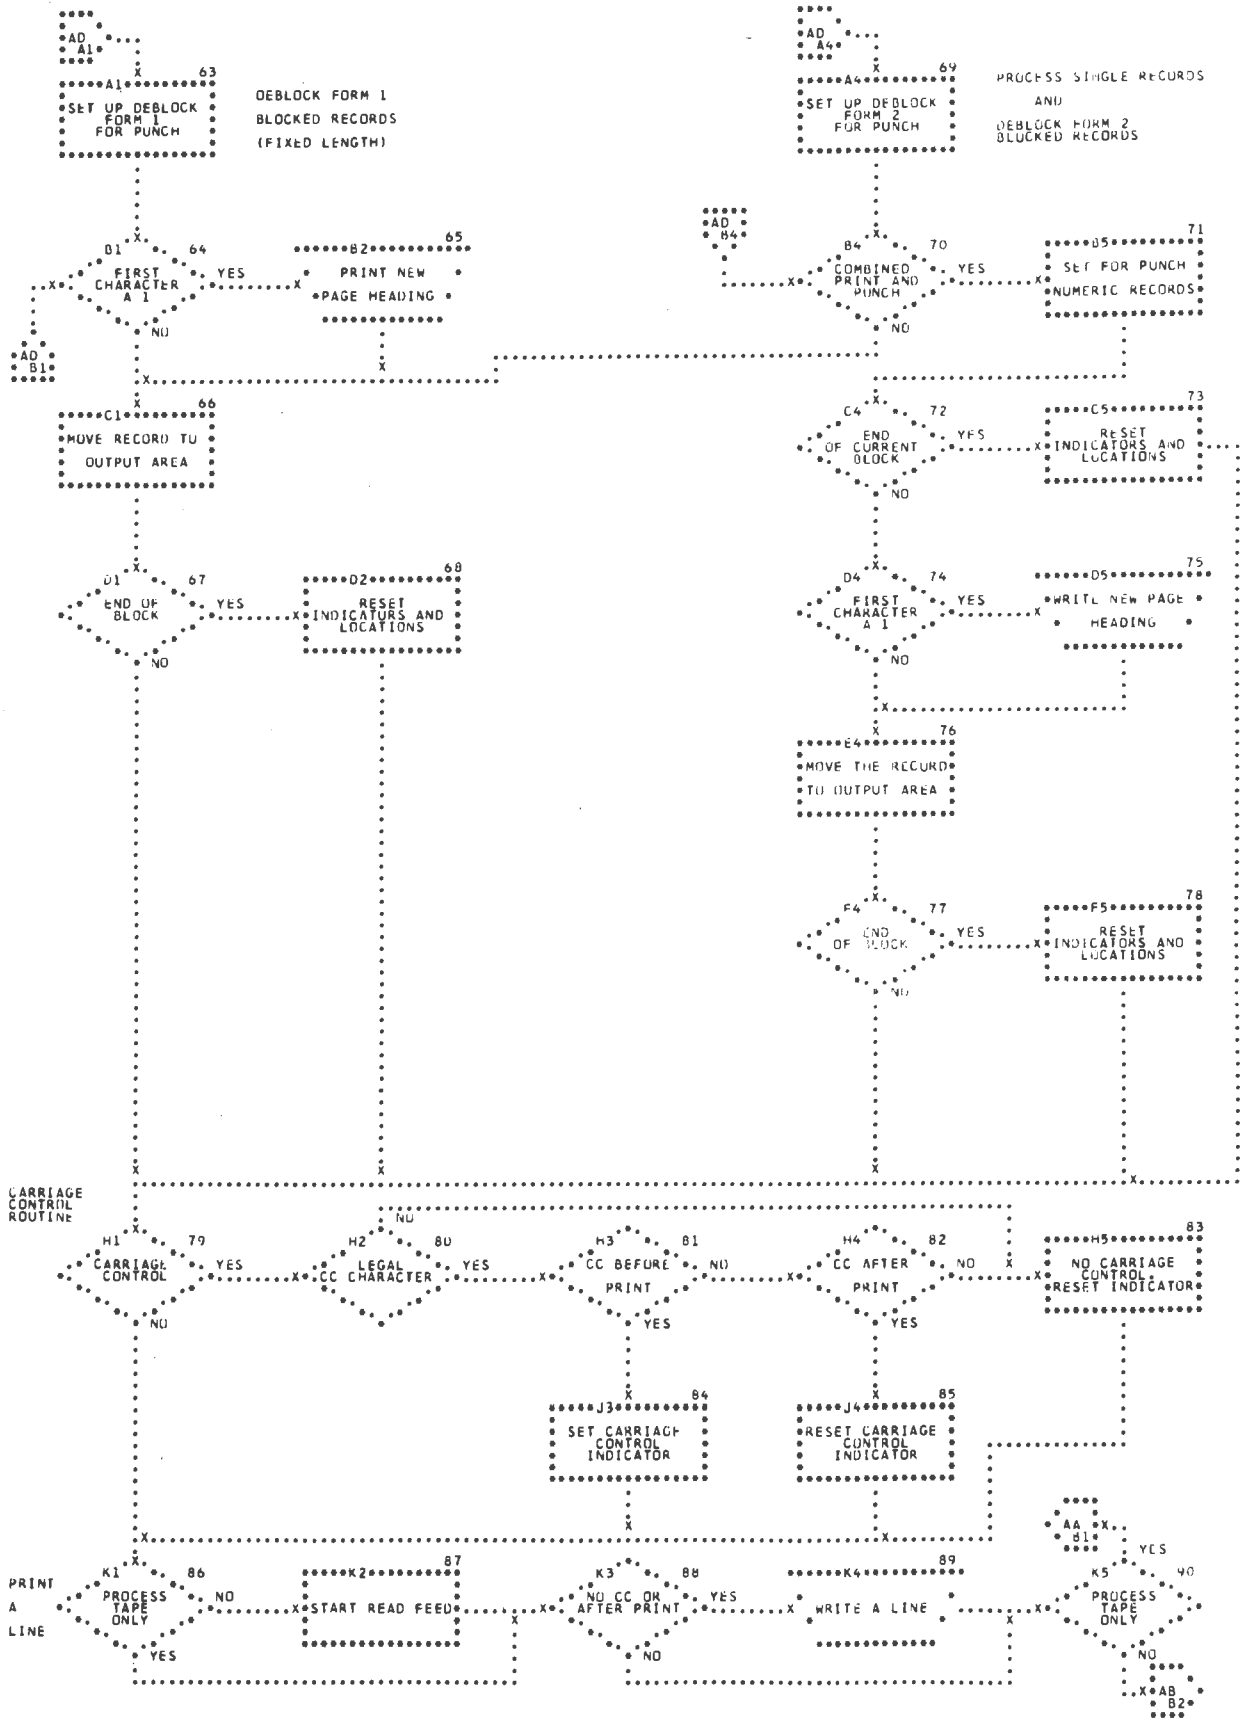 AD
A1
AD
A4
63
A1
SET UP DEBLOCK
FORM 1
FOR PUNCH
DEBLOCK FORM 1
BLOCKED RECORDS
(FIXED LENGTH)
69
A4
SET UP DEBLOCK
FORM 2
FOR PUNCH
PROCESS SINGLE RECORDS
AND
DEBLOCK FORM 2
BLOCKED RECORDS
AD
B4
B1 64
FIRST
CHARACTER
A 1
YES
NO
65
B2
PRINT NEW
PAGE HEADING
B4 70
COMBINED
PRINT AND
PUNCH
YES
NO
71
B5
SET FOR PUNCH
NUMERIC RECORDS
AD
B1
X
66
C1
MOVE RECORD TO
OUTPUT AREA
C4 72
END
OF CURRENT
BLOCK
YES
NO
73
C5
RESET
INDICATORS AND
LOCATIONS
D1 67
END OF
BLOCK
YES
NO
68
D2
RESET
INDICATORS AND
LOCATIONS
D4 74
FIRST
CHARACTER
A 1
YES
NO
75
D5
WRITE NEW PAGE
HEADING
76
E4
MOVE THE RECORD
TO OUTPUT AREA
F4 77
END
OF BLOCK
YES
NO
78
F5
RESET
INDICATORS AND
LOCATIONS
CARRIAGE
CONTROL
ROUTINE
H1 79
CARRIAGE
CONTROL
YES
NO
NO
H2 80
LEGAL
CC CHARACTER
YES
H3 81
CC BEFORE
PRINT
NO
YES
H4 82
CC AFTER
PRINT
NO
YES
83
H5
NO CARRIAGE
CONTROL.
RESET INDICATOR
84
J3
SET CARRIAGE
CONTROL
INDICATOR
85
J4
RESET CARRIAGE
CONTROL
INDICATOR
AA
B1
PRINT
A
LINE
K1 86
PROCESS
TAPE
ONLY
NO
YES
87
K2
START READ FEED
K3 88
NO CC OR
AFTER PRINT
YES
NO
89
K4
WRITE A LINE
YES
K5 90
PROCESS
TAPE
ONLY
NO
AB
B2